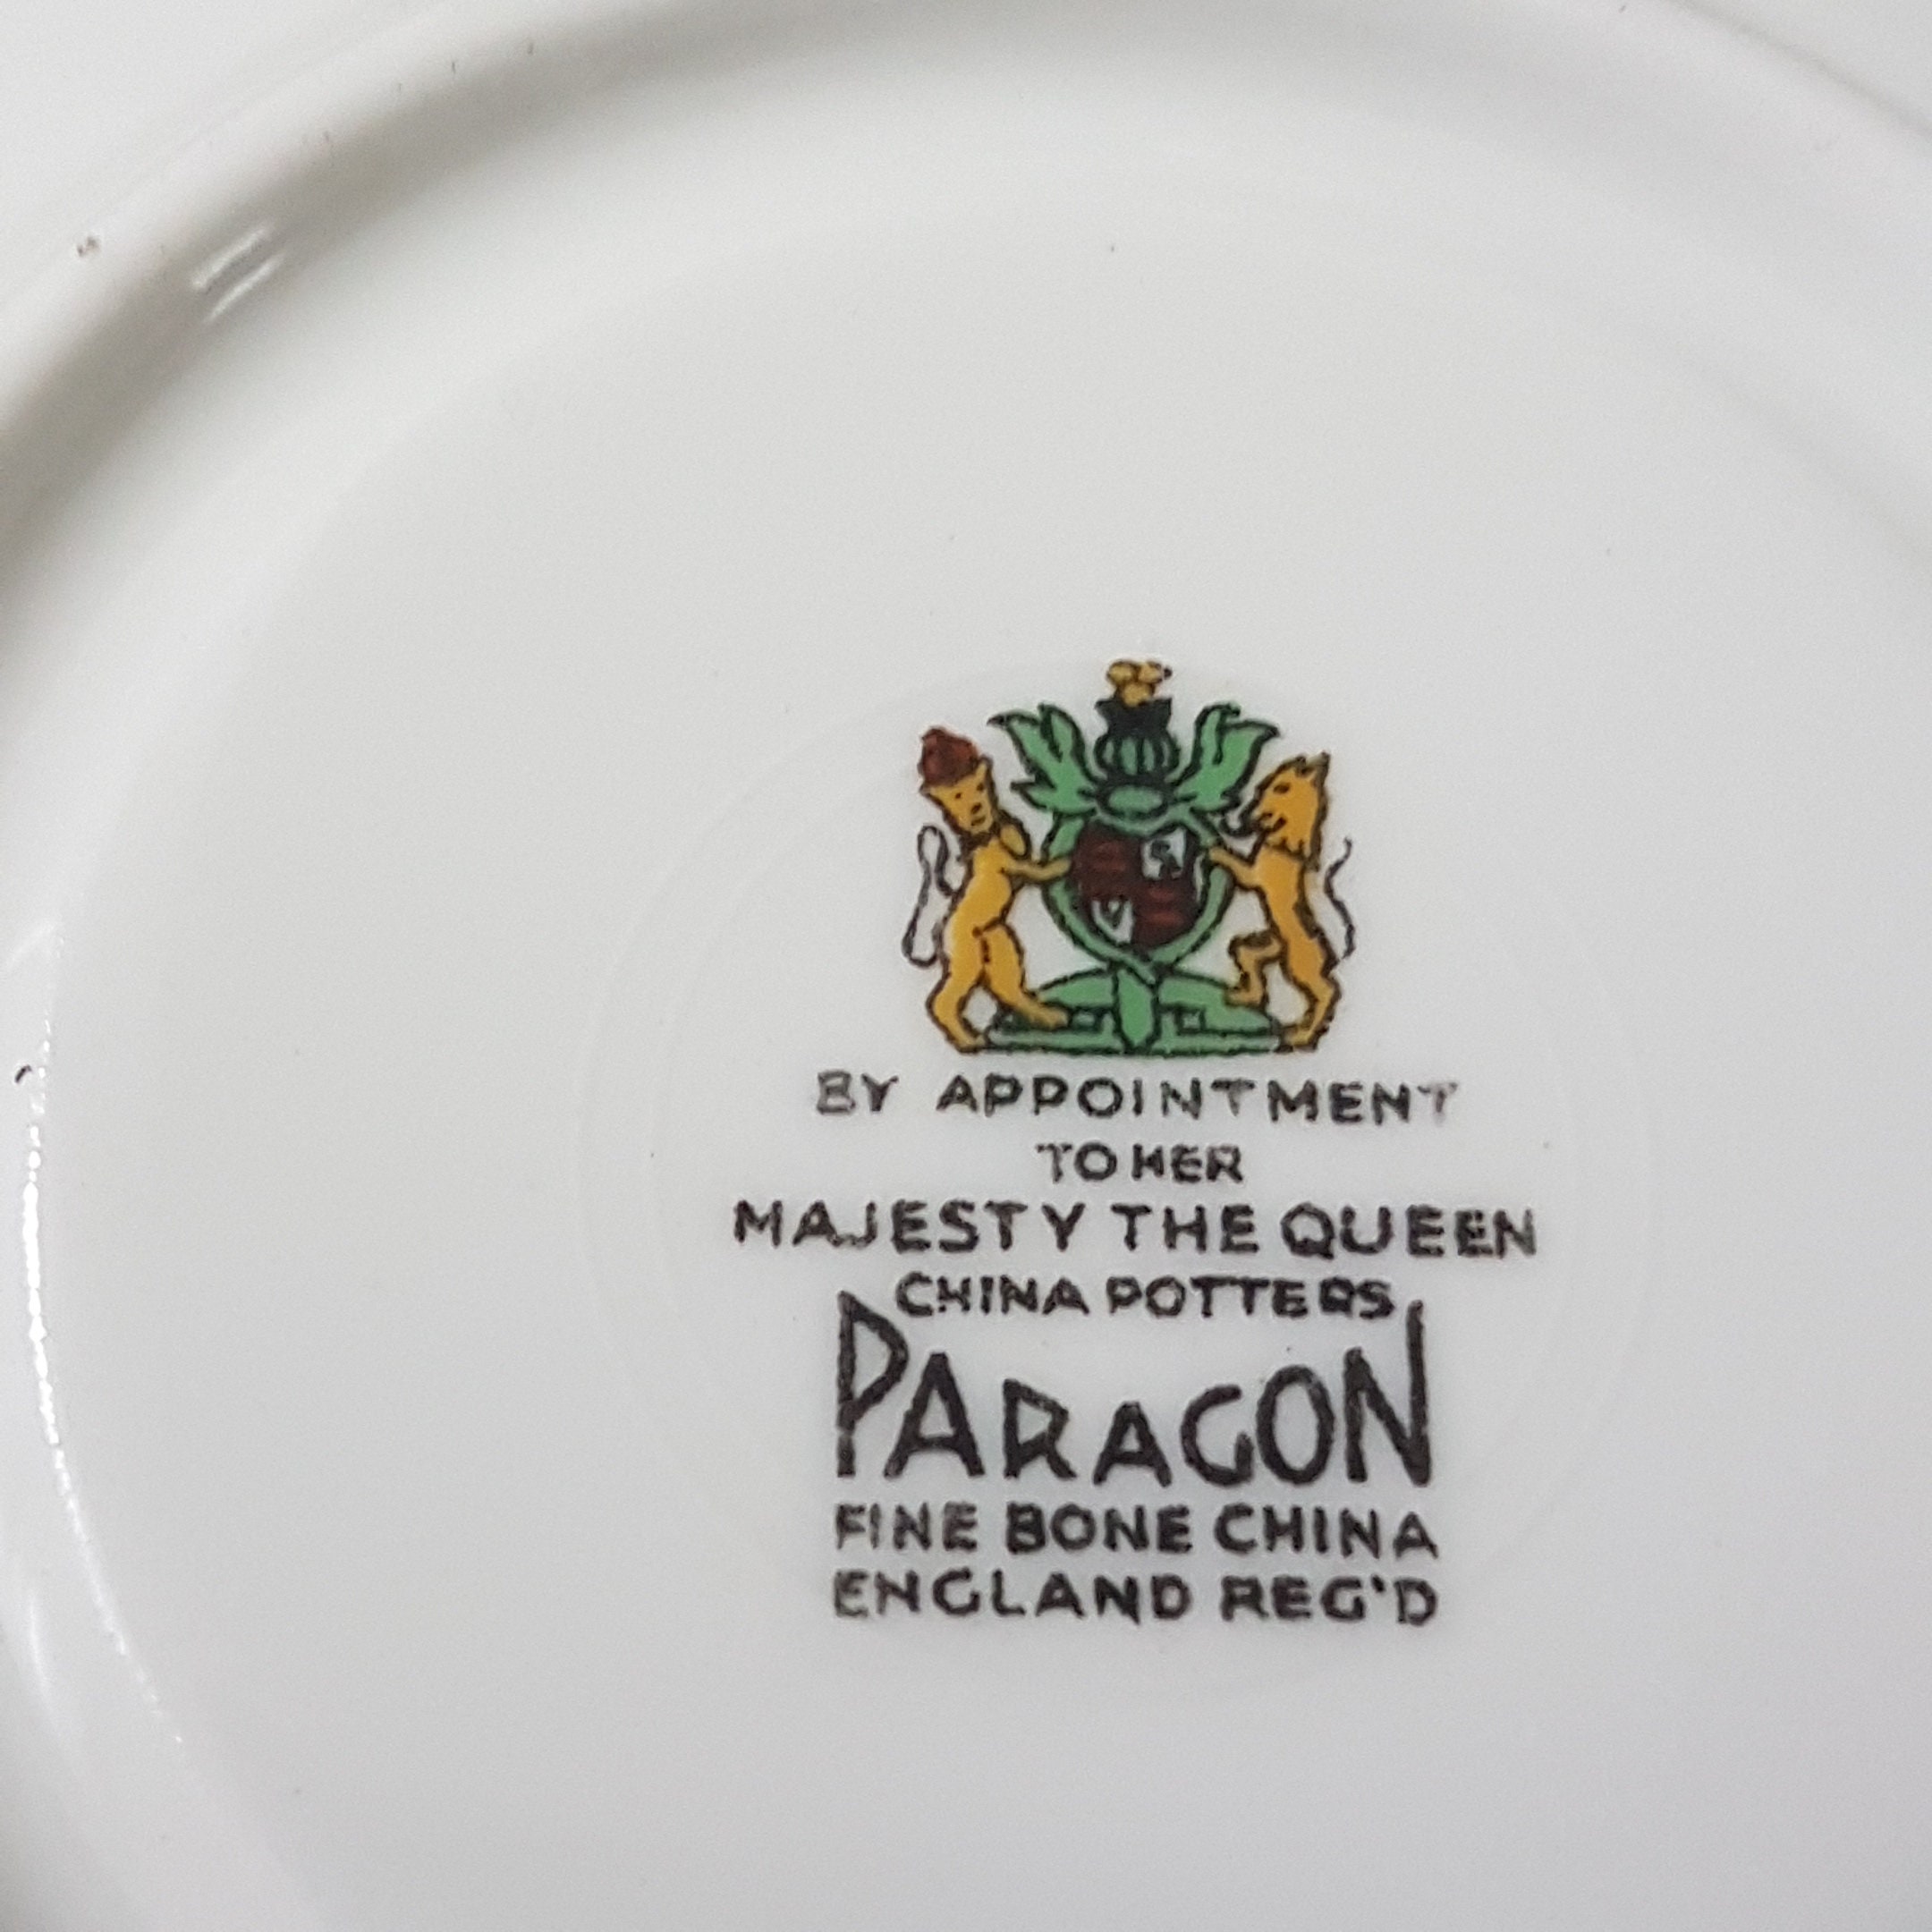 BY APPOINTMENT
TO HER
MAJESTY THE QUEEN
CHINA POTTERS
PARAGON
FINE BONE CHINA
ENGLAND REG'D